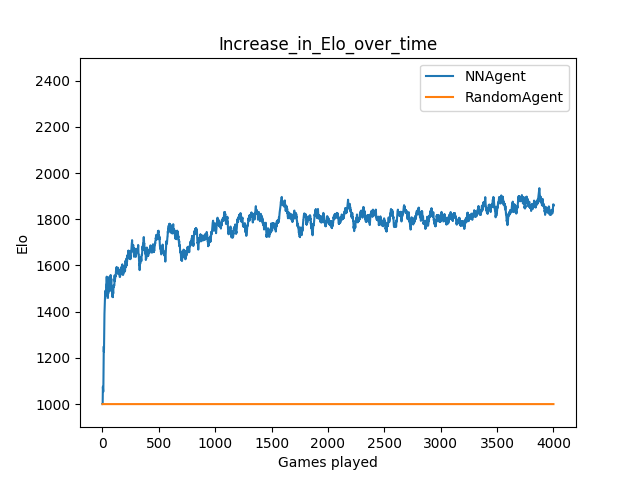 Increase_in_Elo_over_time
NNAgent
RandomAgent
2400
2200
2000
1800
1600
1400
1200
1000
Elo
0 500 1000 1500 2000 2500 3000 3500 4000
Games played